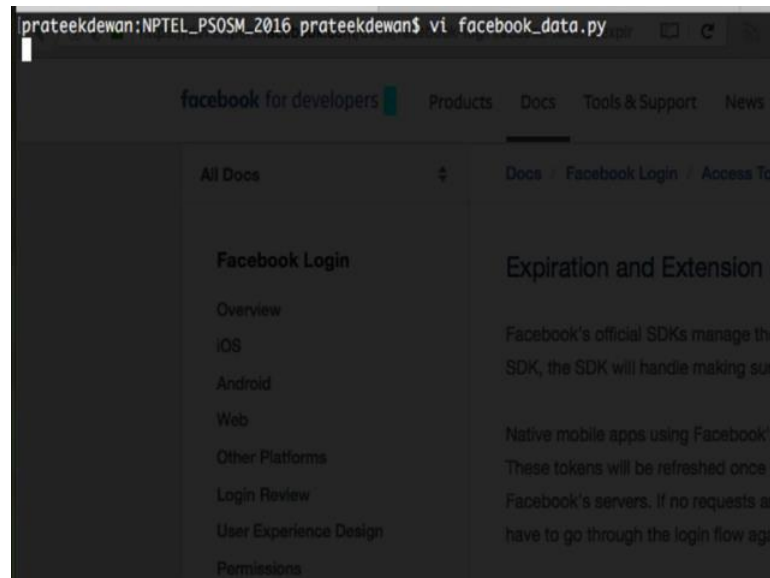 prateekdewan:NPTEL_PSOSM_2016 prateekdewan$ vi facebook_data.py
facebook for developers Products Docs Tools & Support News
All Docs
Docs / Facebook Login / Access
Facebook Login
Expiration and Extension
Overview
Facebook's official SDKs manage
iOS
SDK, the SDK will handle making
Android
Web
Native mobile apps using Facebook's
Other Platforms
These tokens will be refreshed once
Login Review
Facebook's servers. If no requests
User Experience Design
have to go through the login flow
Permissions